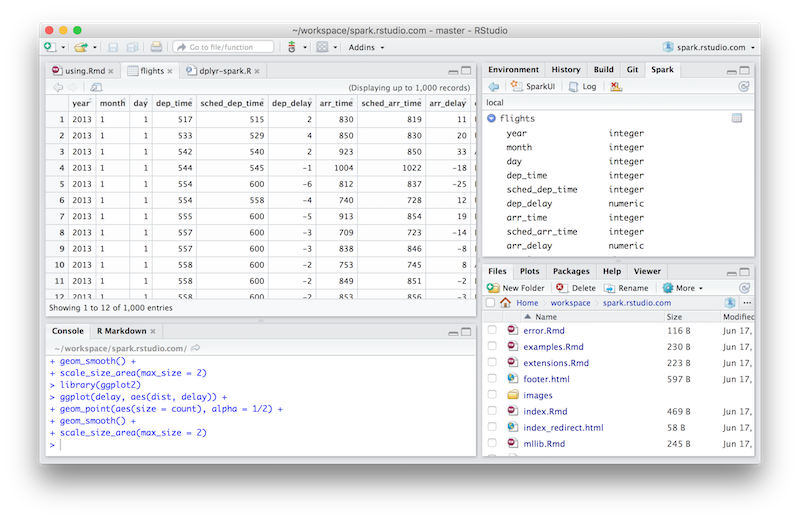 ~/workspace/spark.rstudio.com - master - RStudio
Go to file/function
Addins
spark.rstudio.com
using.Rmd
flights
dplyr-spark.R
(Displaying up to 1,000 records)
year month day dep_time sched_dep_time dep_delay arr_time sched_arr_time arr_delay
1 2013 1 1 517 515 2 830 819 11
2 2013 1 1 533 529 4 850 830 20
3 2013 1 1 542 540 2 923 850 33
4 2013 1 1 544 545 -1 1004 1022 -18
5 2013 1 1 554 600 -6 812 837 -25
6 2013 1 1 554 558 -4 740 728 12
7 2013 1 1 555 600 -5 913 854 19
8 2013 1 1 557 600 -3 709 723 -14
9 2013 1 1 557 600 -3 838 846 -8
10 2013 1 1 558 600 -2 753 745 8
11 2013 1 1 558 600 -2 849 851 -2
12 2013 1 1 558 600 -2 853 856 -3
Showing 1 to 12 of 1,000 entries
Console R Markdown
~/workspace/spark.rstudio.com/
+ geom_smooth() +
+ scale_size_area(max_size = 2)
> library(ggplot2)
> ggplot(delay, aes(dist, delay)) +
+ geom_point(aes(size = count), alpha = 1/2) +
+ geom_smooth() +
+ scale_size_area(max_size = 2)
>
Environment History Build Git Spark
SparkUI Log
local
flights
year integer
month integer
day integer
dep_time integer
sched_dep_time integer
dep_delay numeric
arr_time integer
sched_arr_time integer
arr_delay numeric
Files Plots Packages Help Viewer
New Folder Delete Rename More
Home workspace spark.rstudio.com
Name Size Modified
error.Rmd 116 B Jun 17,
examples.Rmd 230 B Jun 17,
extensions.Rmd 223 B Jun 17,
footer.html 597 B Jun 17,
images
index.Rmd 469 B Jun 17,
index_redirect.html 58 B Jun 17,
mllib.Rmd 245 B Jun 17,